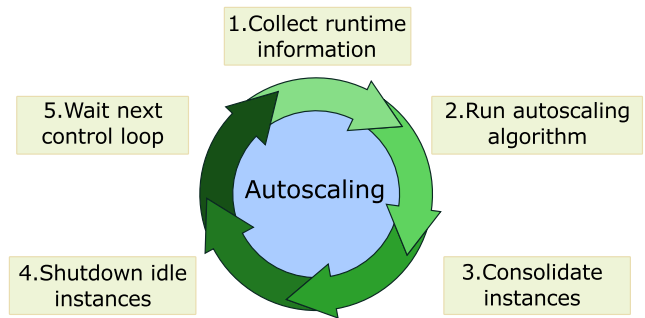 1.Collect runtime
information
2.Run autoscaling
algorithm
3.Consolidate
instances
4.Shutdown idle
instances
5.Wait next
control loop
Autoscaling